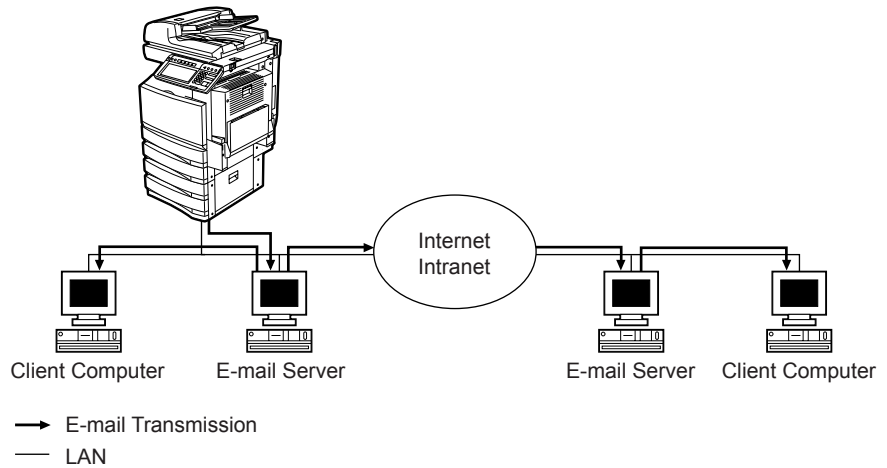 Internet
Intranet
Client Computer
E-mail Server
E-mail Server
Client Computer
E-mail Transmission
LAN